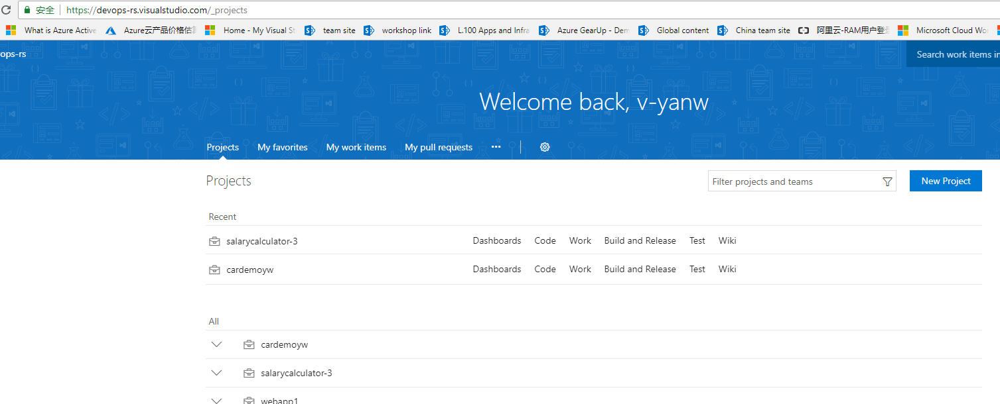 安全 https://devops-rs.visualstudio.com/_projects
What is Azure Active Azure云产品价格估算 Home - My Visual St team site workshop link L.100 Apps and Infra Azure GearUp - Dem Global content China team site 阿里云-RAM用户登录 Microsoft Cloud Wo
ops-rs Search work items in
Welcome back, v-yanw
Projects My favorites My work items My pull requests ...
Projects Filter projects and teams New Project
Recent
salarycalculator-3 Dashboards Code Work Build and Release Test Wiki
cardemoyw Dashboards Code Work Build and Release Test Wiki
All
cardemoyw
salarycalculator-3
webapp1